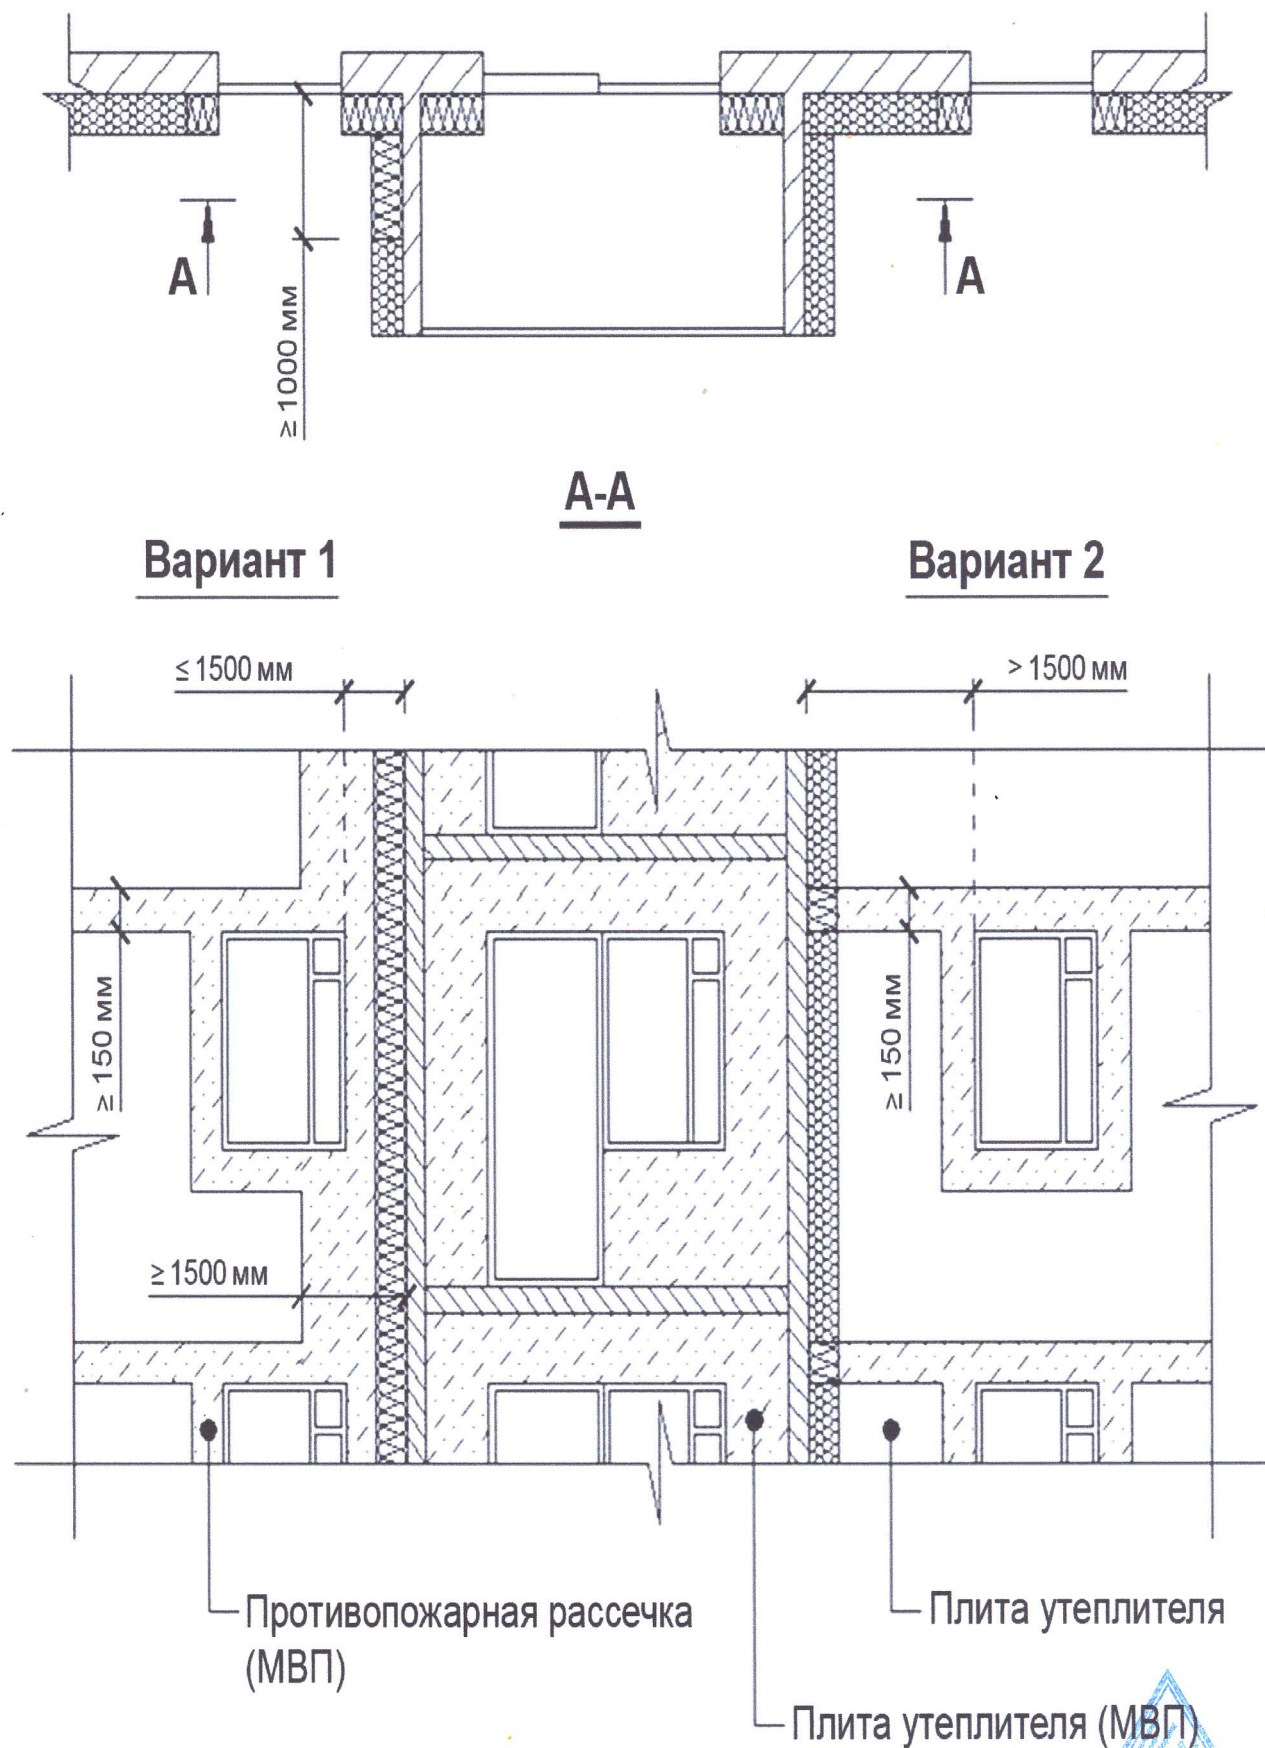 А
А
≥ 1000 мм
А-А
Вариант 1
Вариант 2
≤ 1500 мм
> 1500 мм
≥ 150 мм
≥ 150 мм
≥ 1500 мм
Противопожарная рассечка
(МВП)
Плита утеплителя
Плита утеплителя (МВП)